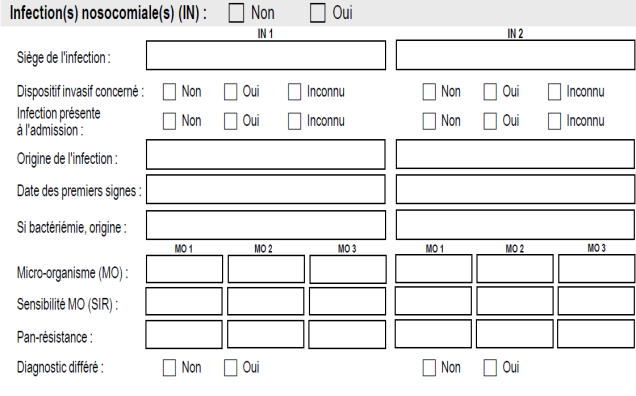 Infection(s) nosocomiale(s) (IN) : Non Oui
IN 1 IN 2
Siège de l'infection :
Dispositif invasif concerné : Non Oui Inconnu Non Oui Inconnu
Infection présente
à l'admission : Non Oui Inconnu Non Oui Inconnu
Origine de l'infection :
Date des premiers signes :
Si bactériémie, origine :
MO 1 MO 2 MO 3 MO 1 MO 2 MO 3
Micro-organisme (MO) :
Sensibilité MO (SIR) :
Pan-résistance :
Diagnostic différé : Non Oui Non Oui